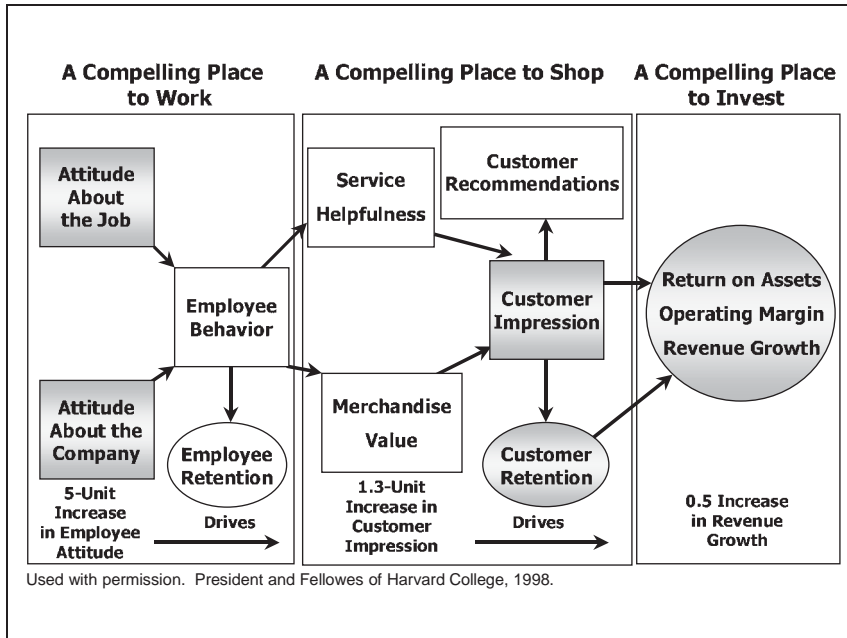 A Compelling Place
to Work
A Compelling Place to Shop
A Compelling Place
to Invest
Attitude
About
the Job
Service
Helpfulness
Customer
Recommendations
Employee
Behavior
Customer
Impression
Return on Assets
Operating Margin
Revenue Growth
Attitude
About the
Company
Employee
Retention
Merchandise
Value
Customer
Retention
5-Unit
Increase
in Employee
Attitude
Drives
1.3-Unit
Increase in
Customer
Impression
Drives
0.5 Increase
in Revenue
Growth
Used with permission. President and Fellowes of Harvard College, 1998.